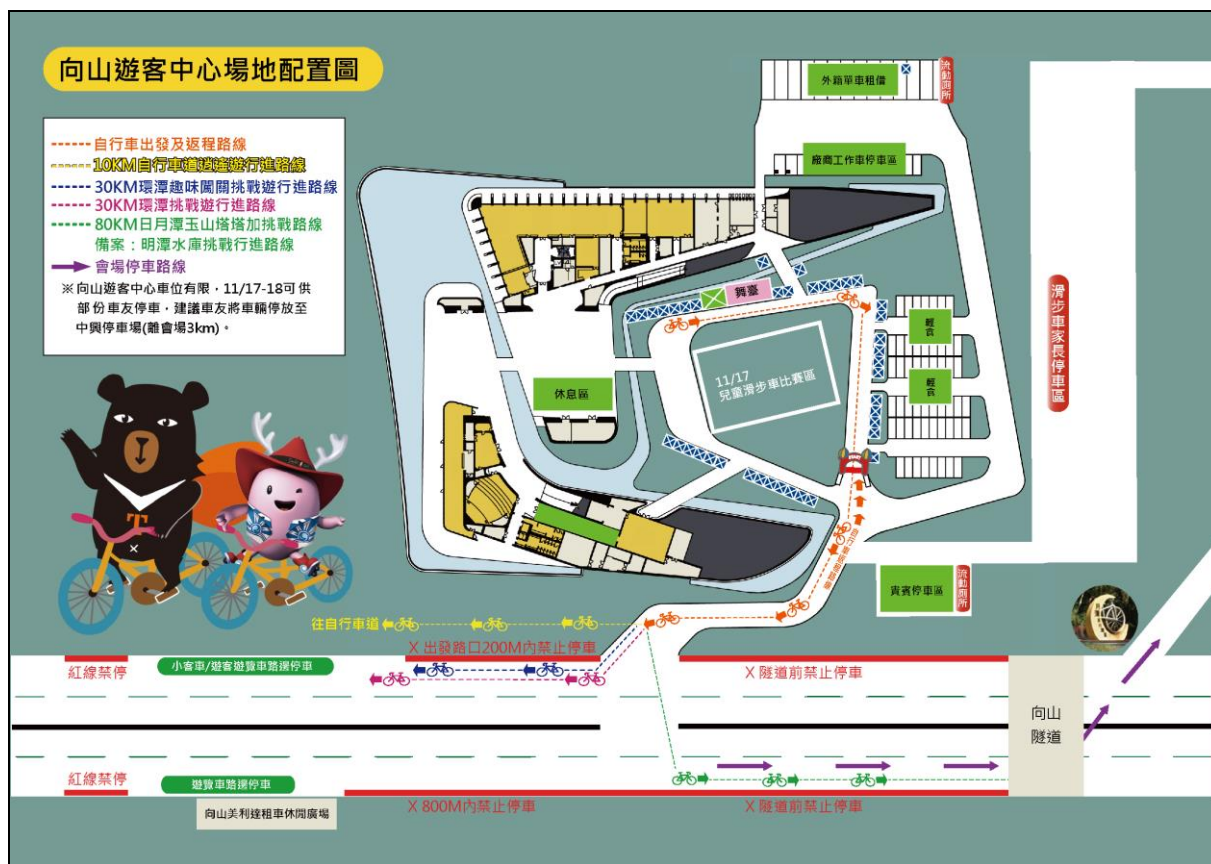 向山遊客中心場地配置圖
自行車出發及返程路線
10KM自行車道逍遙遊行進路線
30KM環潭趣味闖關挑戰遊行進路線
30KM環潭挑戰遊行進路線
80KM日月潭玉山塔塔加挑戰路線
備案：明潭水庫挑戰行進路線
會場停車路線
※向山遊客中心車位有限，11/17-18可供
部份車友停車，建議車友將車輛停放至
中興停車場(離會場3km)。
外籍單車租借
流動廁所
廠商工作車停車區
舞臺
輕食
輕食
11/17
兒童滑步車比賽區
休息區
滑步車家長停車區
自行車返程路線
貴賓停車區
流動廁所
往自行車道
X 出發路口200M內禁止停車
紅線禁停
小客車/遊客遊覽車路邊停車
X 隧道前禁止停車
向山
隧道
紅線禁停
遊覽車路邊停車
X 800M內禁止停車
X 隧道前禁止停車
向山美利達租車休閒廣場